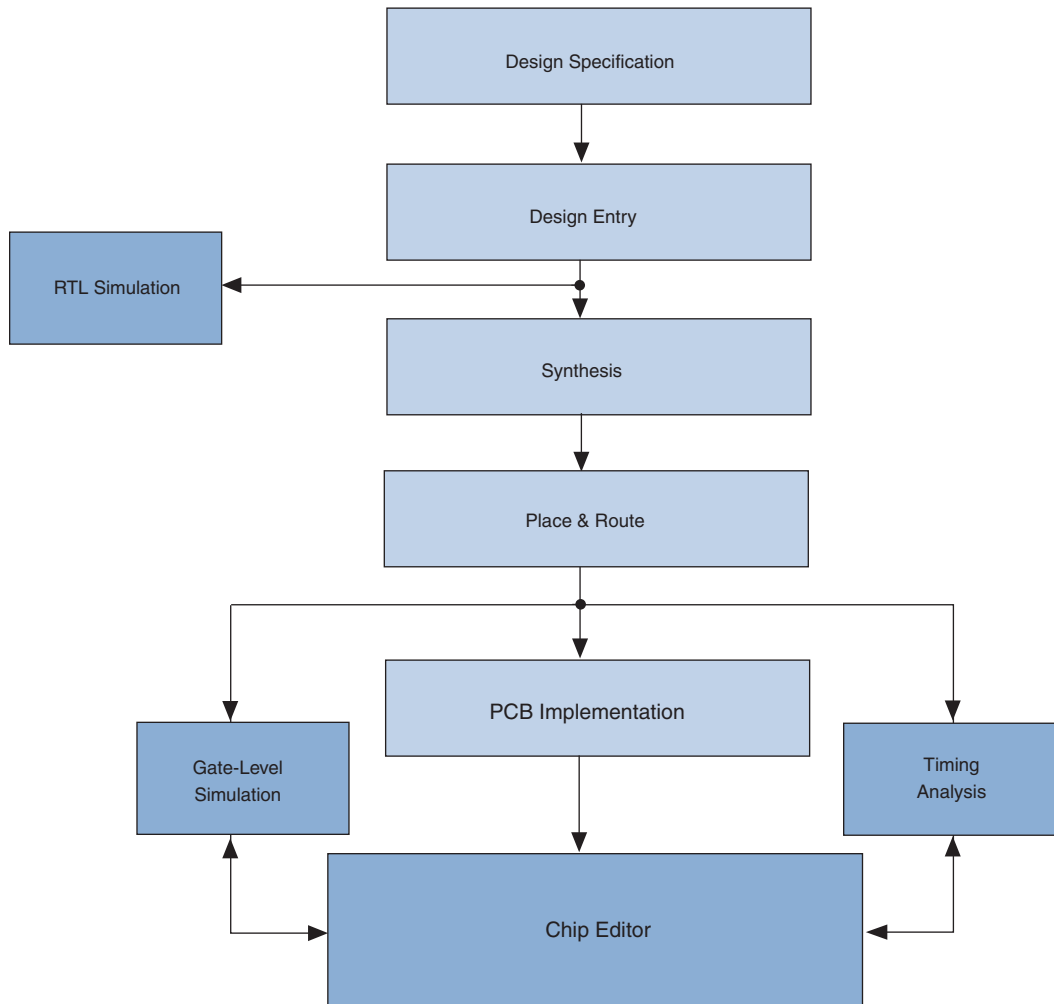 Design Specification
Design Entry
RTL Simulation
Synthesis
Place & Route
PCB Implementation
Gate-Level
Simulation
Timing
Analysis
Chip Editor